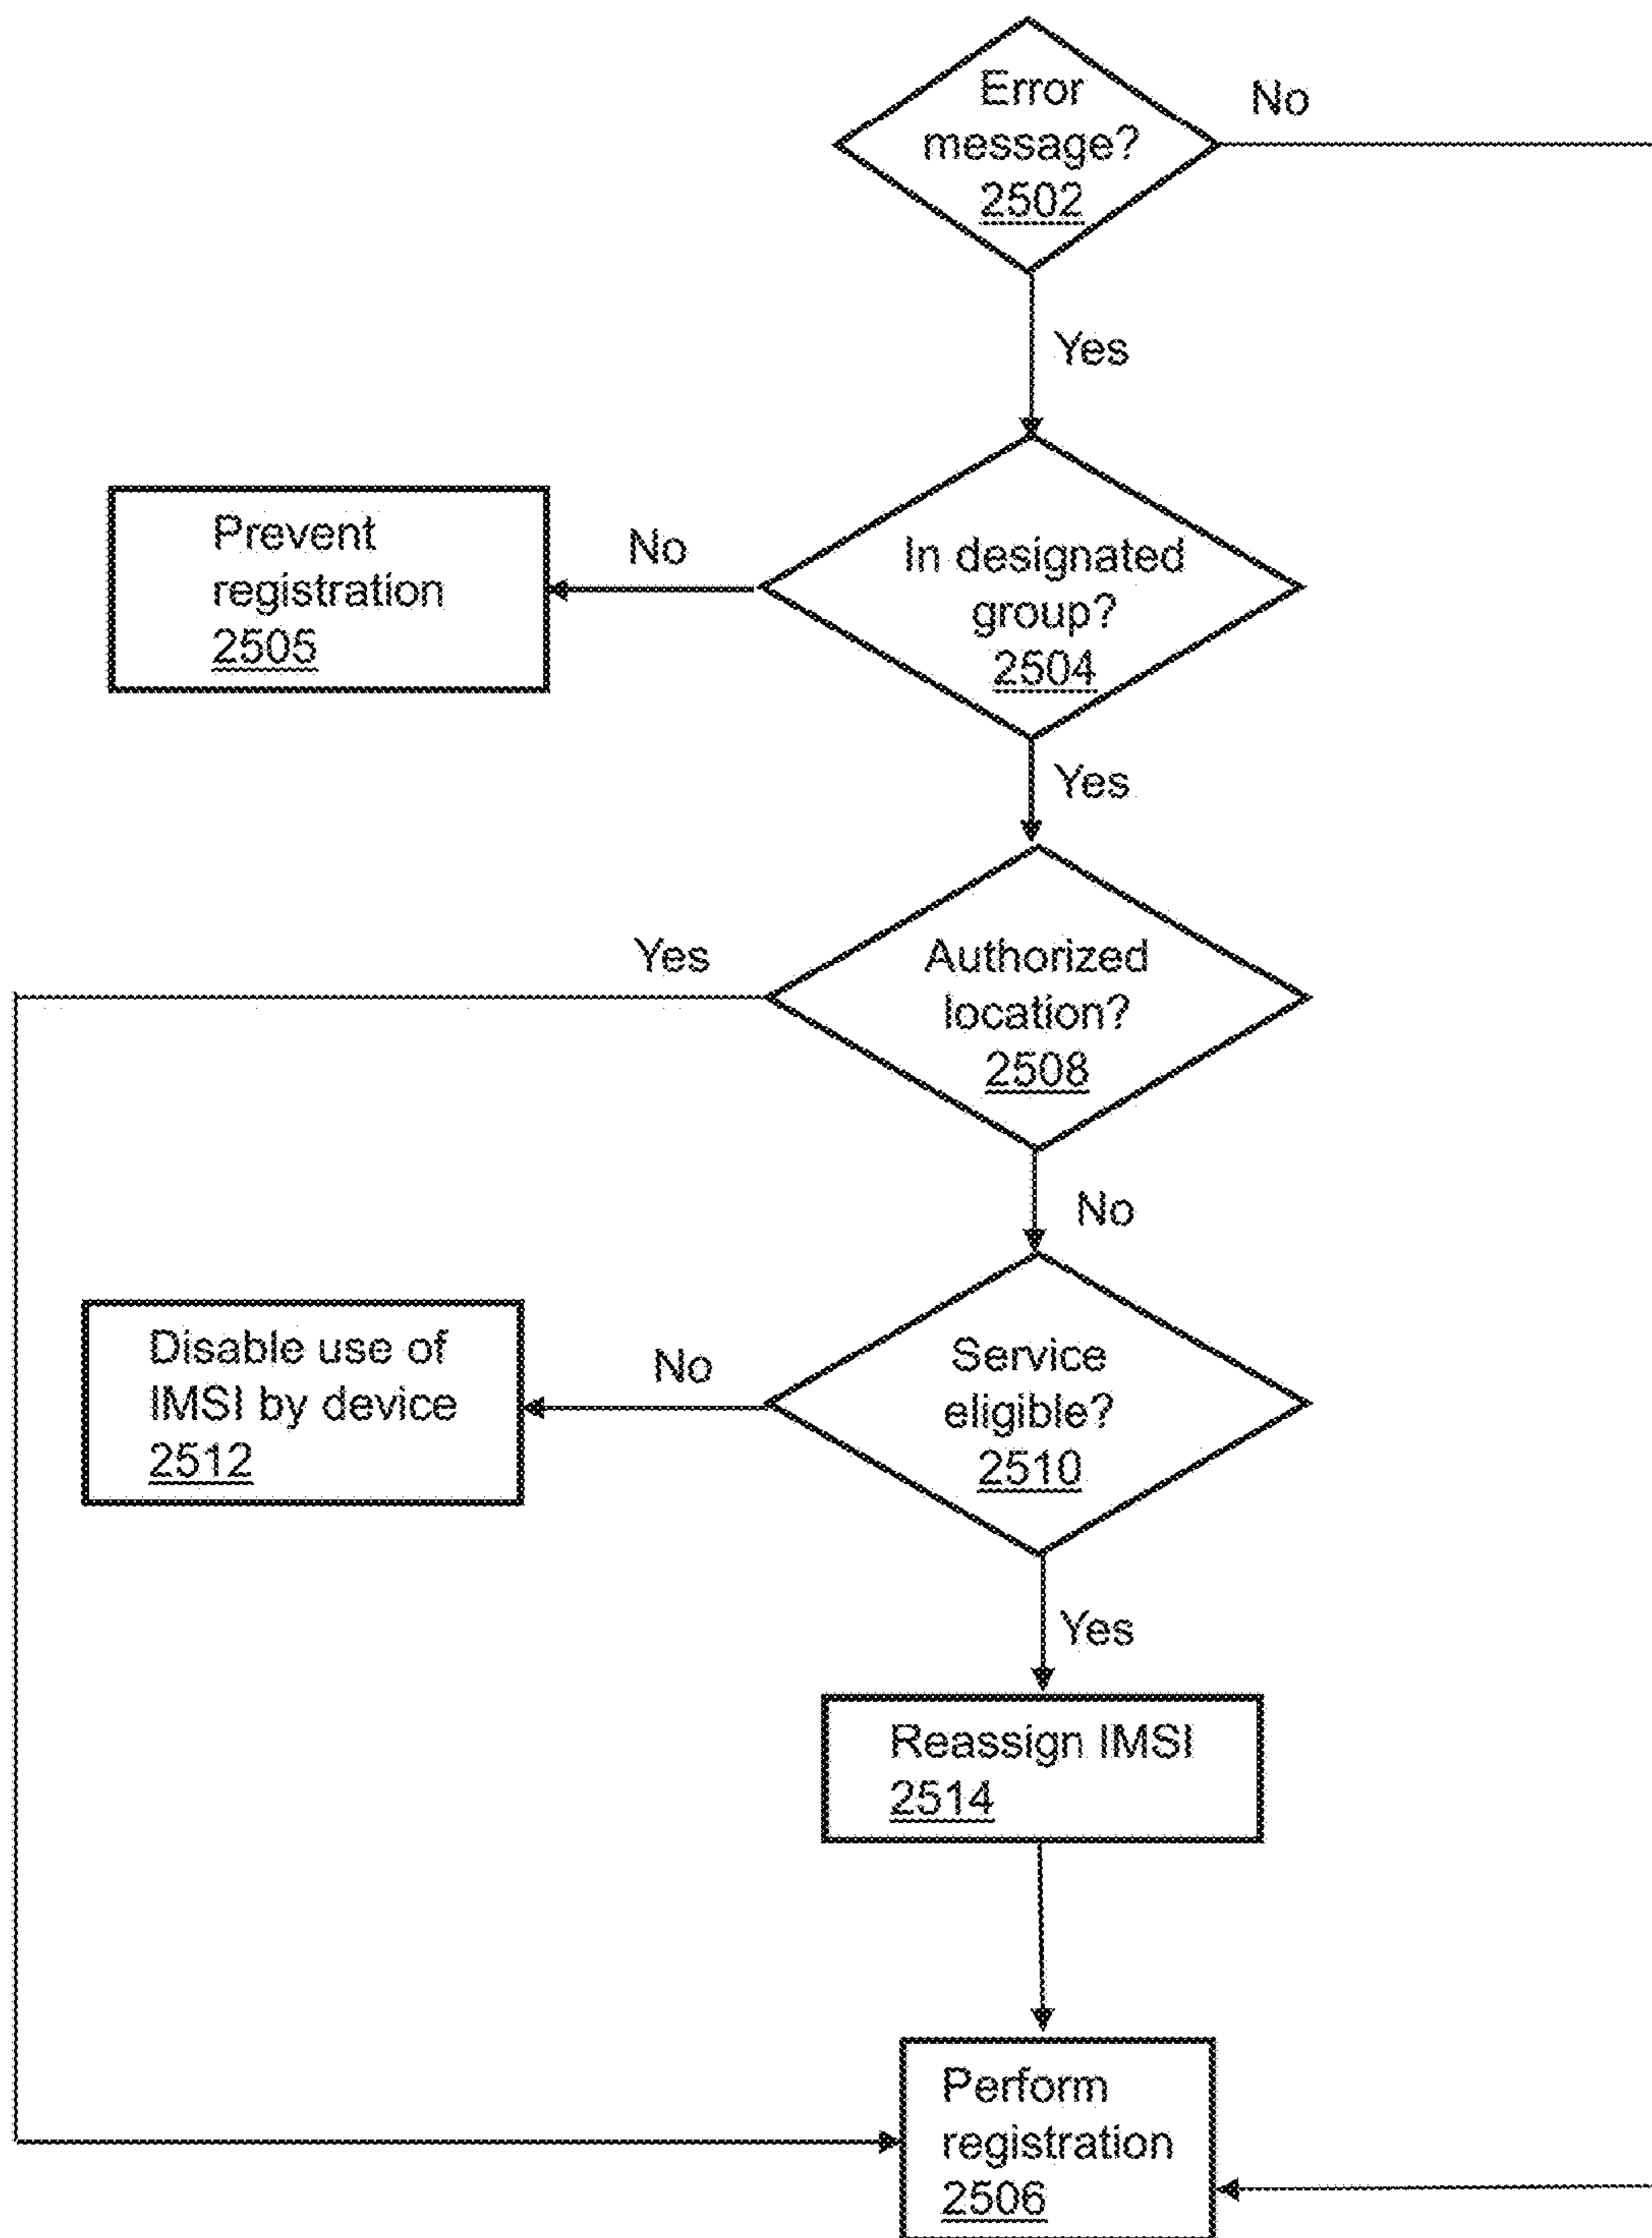 Error
message?
2502
No
Yes
In designated
group?
2504
No
Prevent
registration
2505
Yes
Authorized
location?
2508
Yes
No
Service
eligible?
2510
No
Disable use of
IMSI by device
2512
Yes
Reassign IMSI
2514
Perform
registration
2506